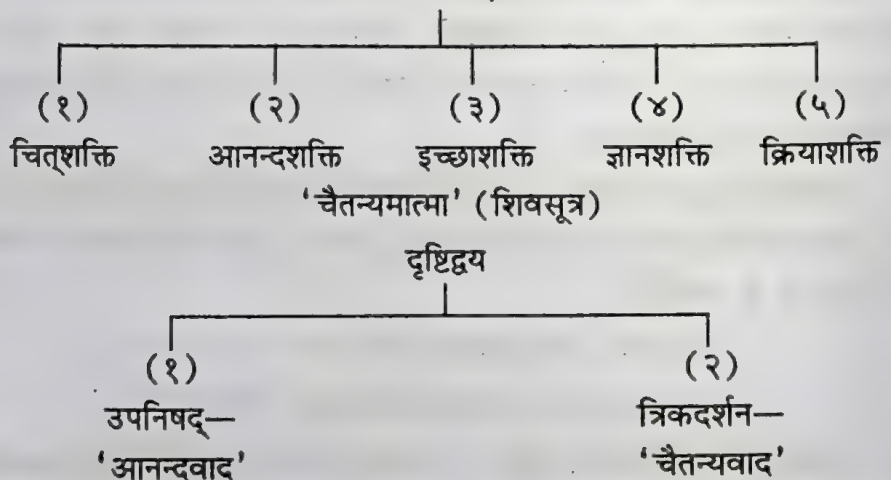 (१) (२) (३) (४) (५)
चित्शक्ति आनन्दशक्ति इच्छाशक्ति ज्ञानशक्ति क्रियाशक्ति
'चैतन्यमात्मा' (शिवसूत्र)
दृष्टिद्वय
(१) (२)
उपनिषद्— त्रिकदर्शन—
'आनन्दवाद' 'चैतन्यवाद'